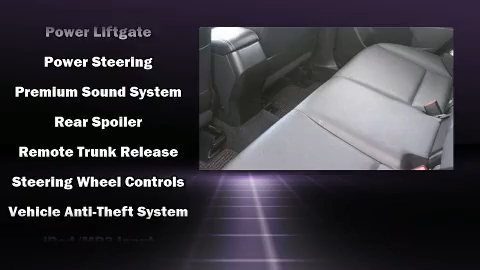 Power Liftgate
Power Steering
Premium Sound System
Rear Spoiler
Remote Trunk Release
Steering Wheel Controls
Vehicle Anti-Theft System